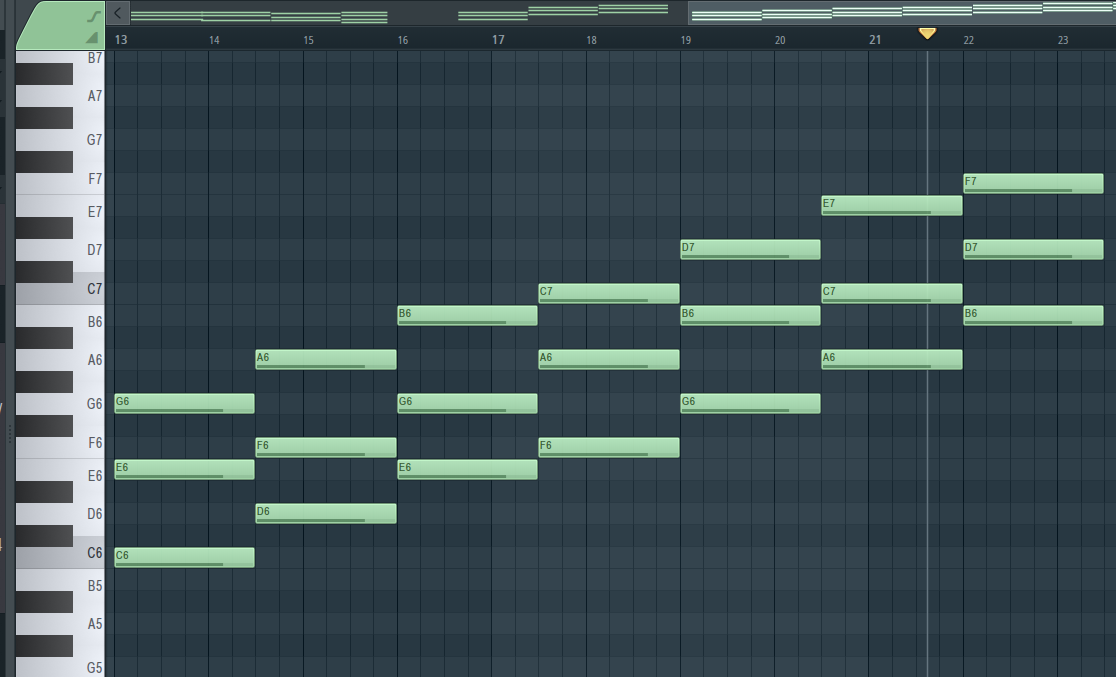 13 14 15 16 17 18 19 20 21 22 23
B7
A7
G7
F7 F7
E7 E7
D7 D7 D7
C7 C7 C7
B6 B6 B6 B6
A6 A6 A6 A6
G6 G6 G6 G6
F6 F6 F6
E6 E6 E6
D6 D6
C6 C6
B5
A5
G5